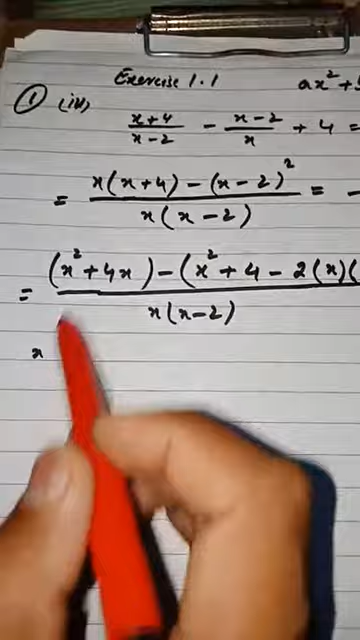 Exercise 1.1 ax² +
① (iv) x+4/x-2 - x-2/x + 4 =
= x(x+4) - (x-2)²/x(x-2) = -
= (x²+4x) - (x²+4-2(x)(/x(x-2)
x